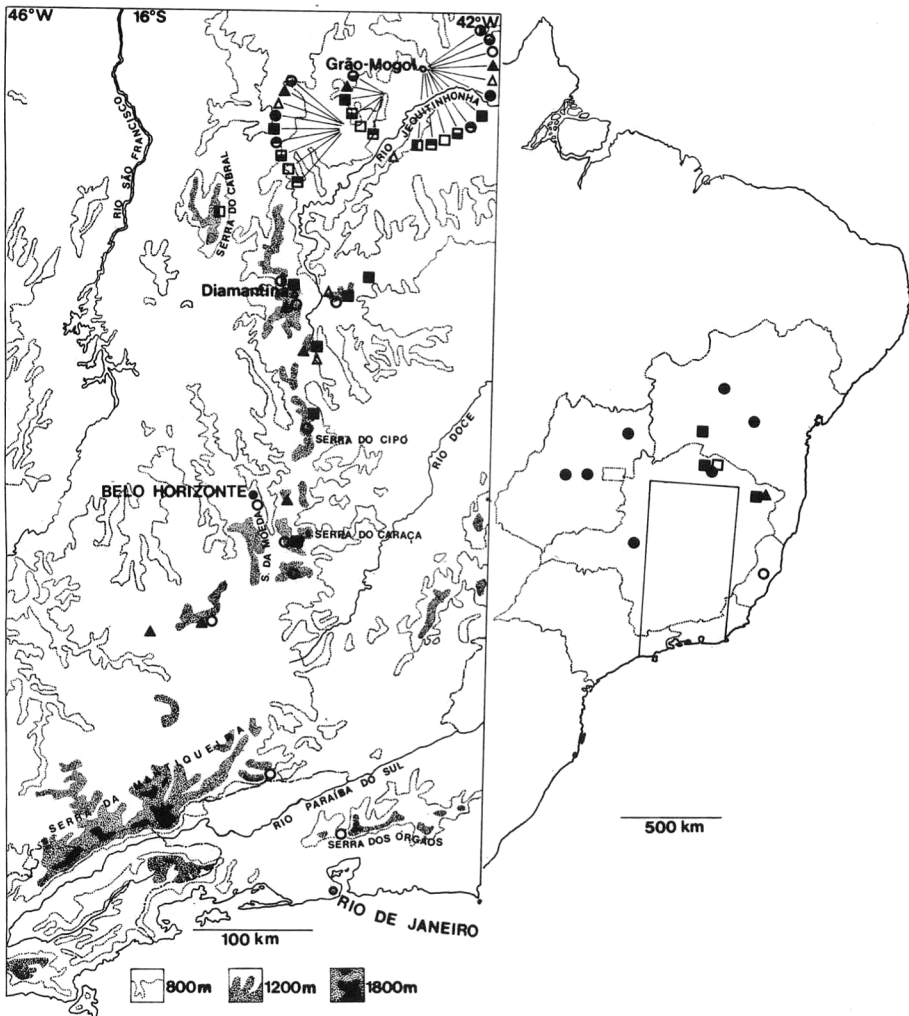 46°W
16°S
42°W
Grão-Mogol
RIO JEQUITINHONHA
RIO SÃO FRANCISCO
SERRA DO CABRAL
Diamantina
SERRA DO CIPÓ
RIO DOCE
BELO HORIZONTE
S. DA MOEDA
SERRA DO CARAÇA
SERRA DA MANTIQUEIRA
RIO PARAÍBA DO SUL
SERRA DOS ÓRGÃOS
RIO DE JANEIRO
500 km
100 km
800m
1200m
1800m